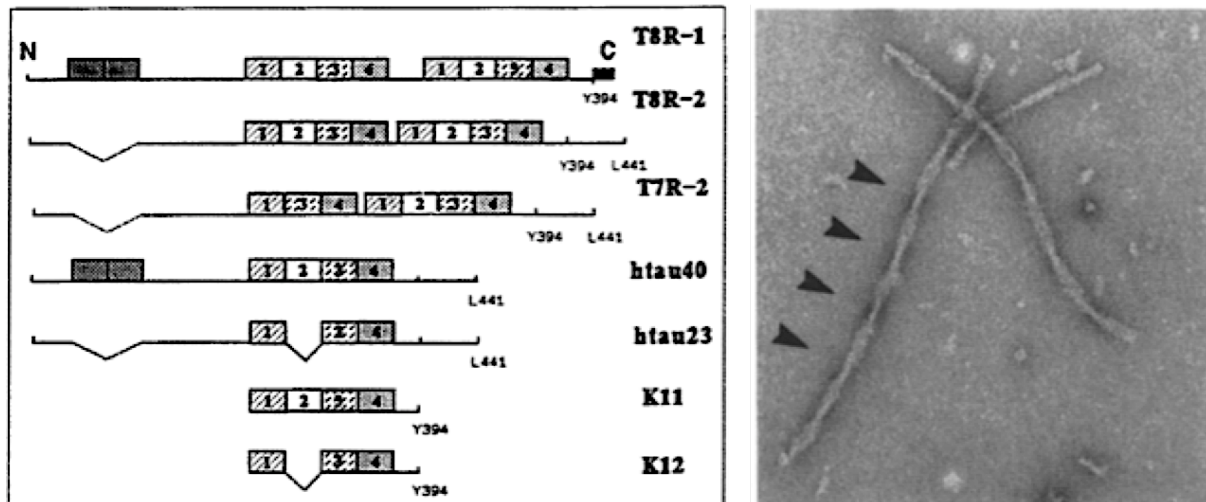 N C T8R-1
1 2 3 4 1 2 3 4
Y394
T8R-2
1 2 3 4 1 2 3 4
Y394 L441
T7R-2
1 3 4 1 2 3 4
Y394 L441
htau40
1 2 3 4
L441
htau23
1 3 4
L441
K11
1 2 3 4
Y394
K12
1 3 4
Y394